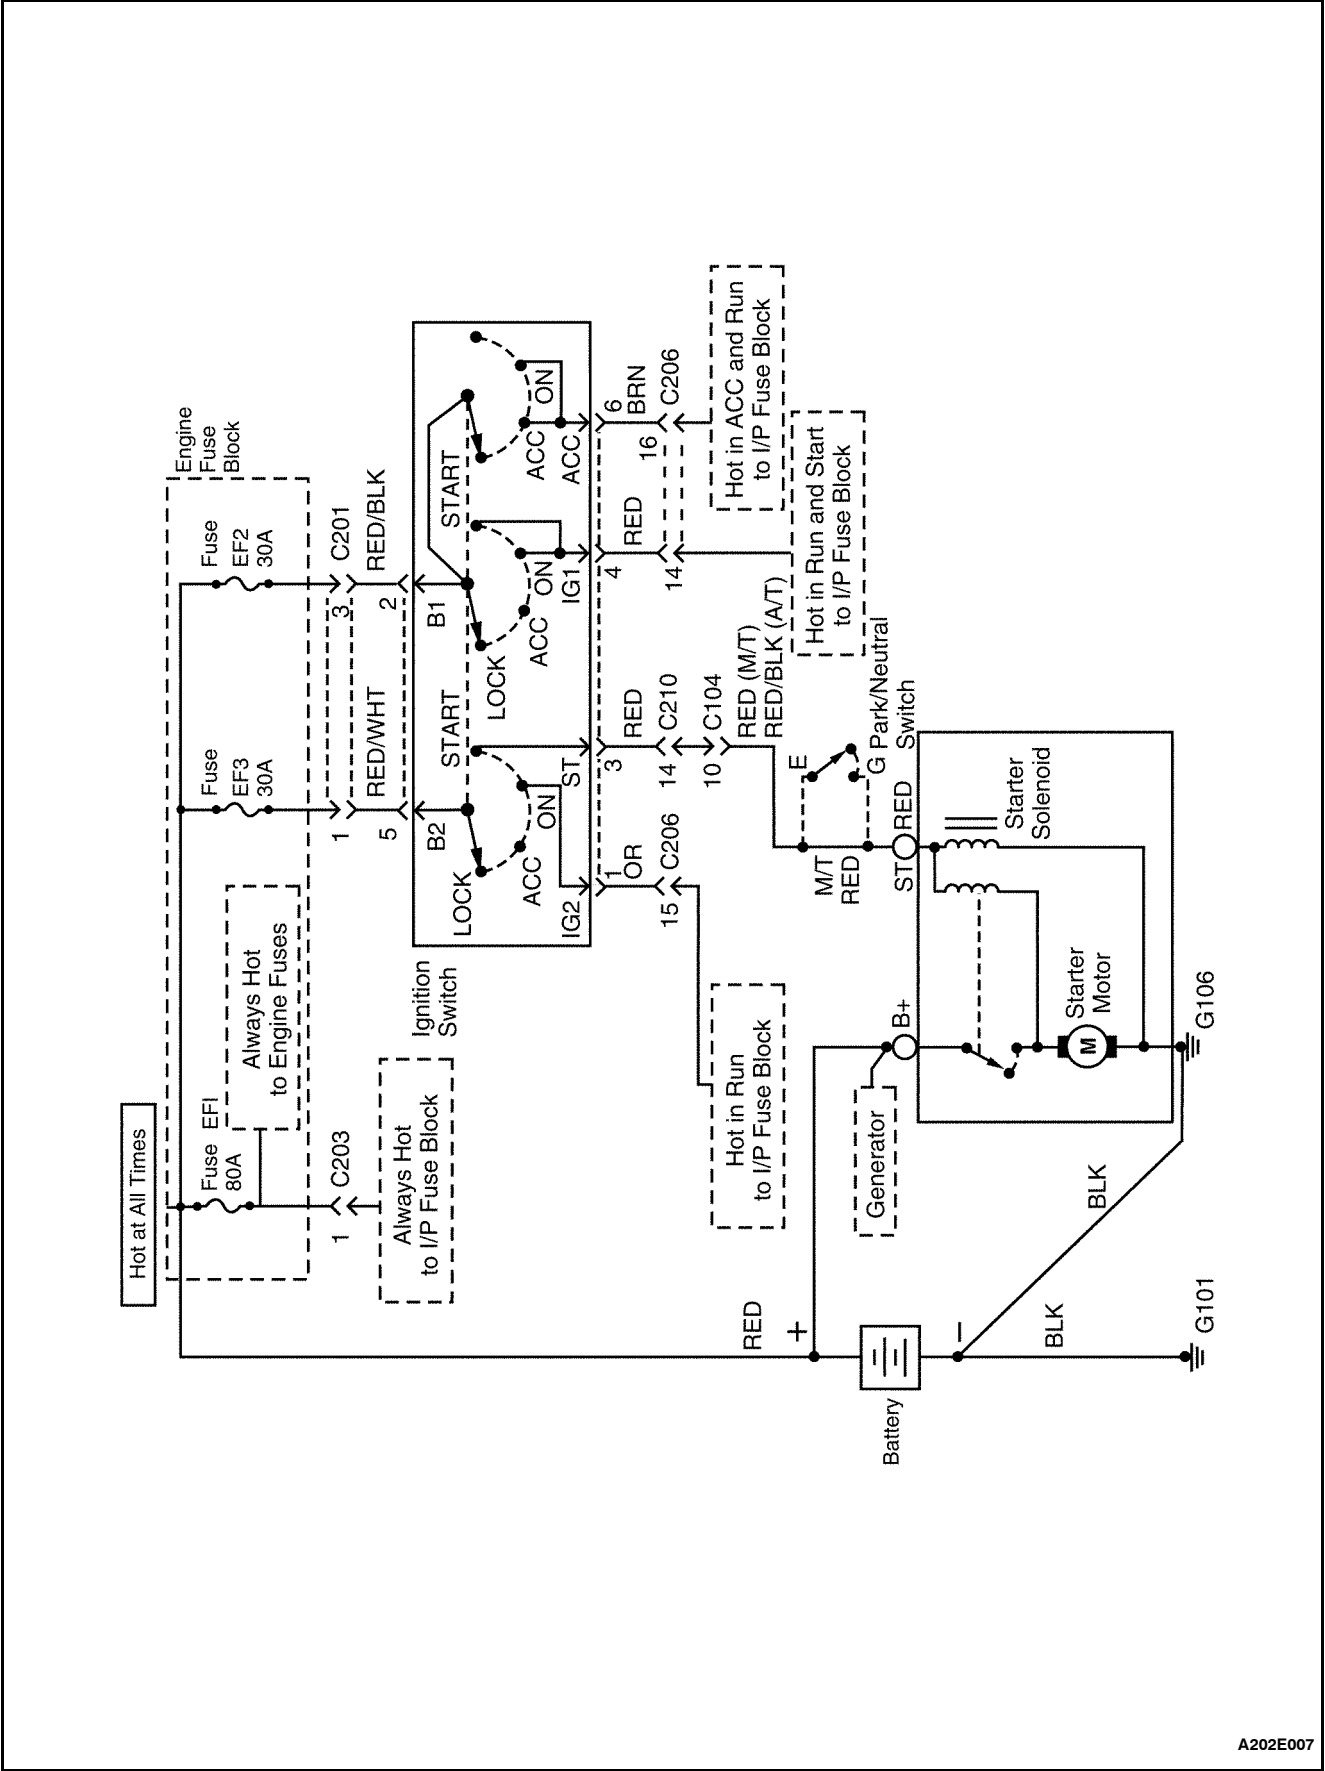 Hot at All Times
Engine
Fuse
Block
Fuse EFI
80A
Always Hot
to Engine Fuses
Fuse
EF3
30A
Fuse
EF2
30A
1
C203
Always Hot
to I/P Fuse Block
1
3
C201
RED/WHT
RED/BLK
5
2
Ignition
Switch
B2
B1
LOCK
START
ACC
ON
IG2
ST
LOCK
START
ACC
ON
IG1
ACC
ON
ACC
1
OR
3
RED
4
RED
6
BRN
15
C206
14
C210
14
16
C206
10
C104
Hot in Run
to I/P Fuse Block
Hot in ACC and Run
to I/P Fuse Block
Hot in Run and Start
to I/P Fuse Block
RED (M/T)
RED/BLK (A/T)
E
G
Park/Neutral
Switch
M/T
RED
ST
RED
RED
+
Generator
B+
Starter
Solenoid
Starter
Motor
M
Battery
−
BLK
BLK
G101
G106
A202E007